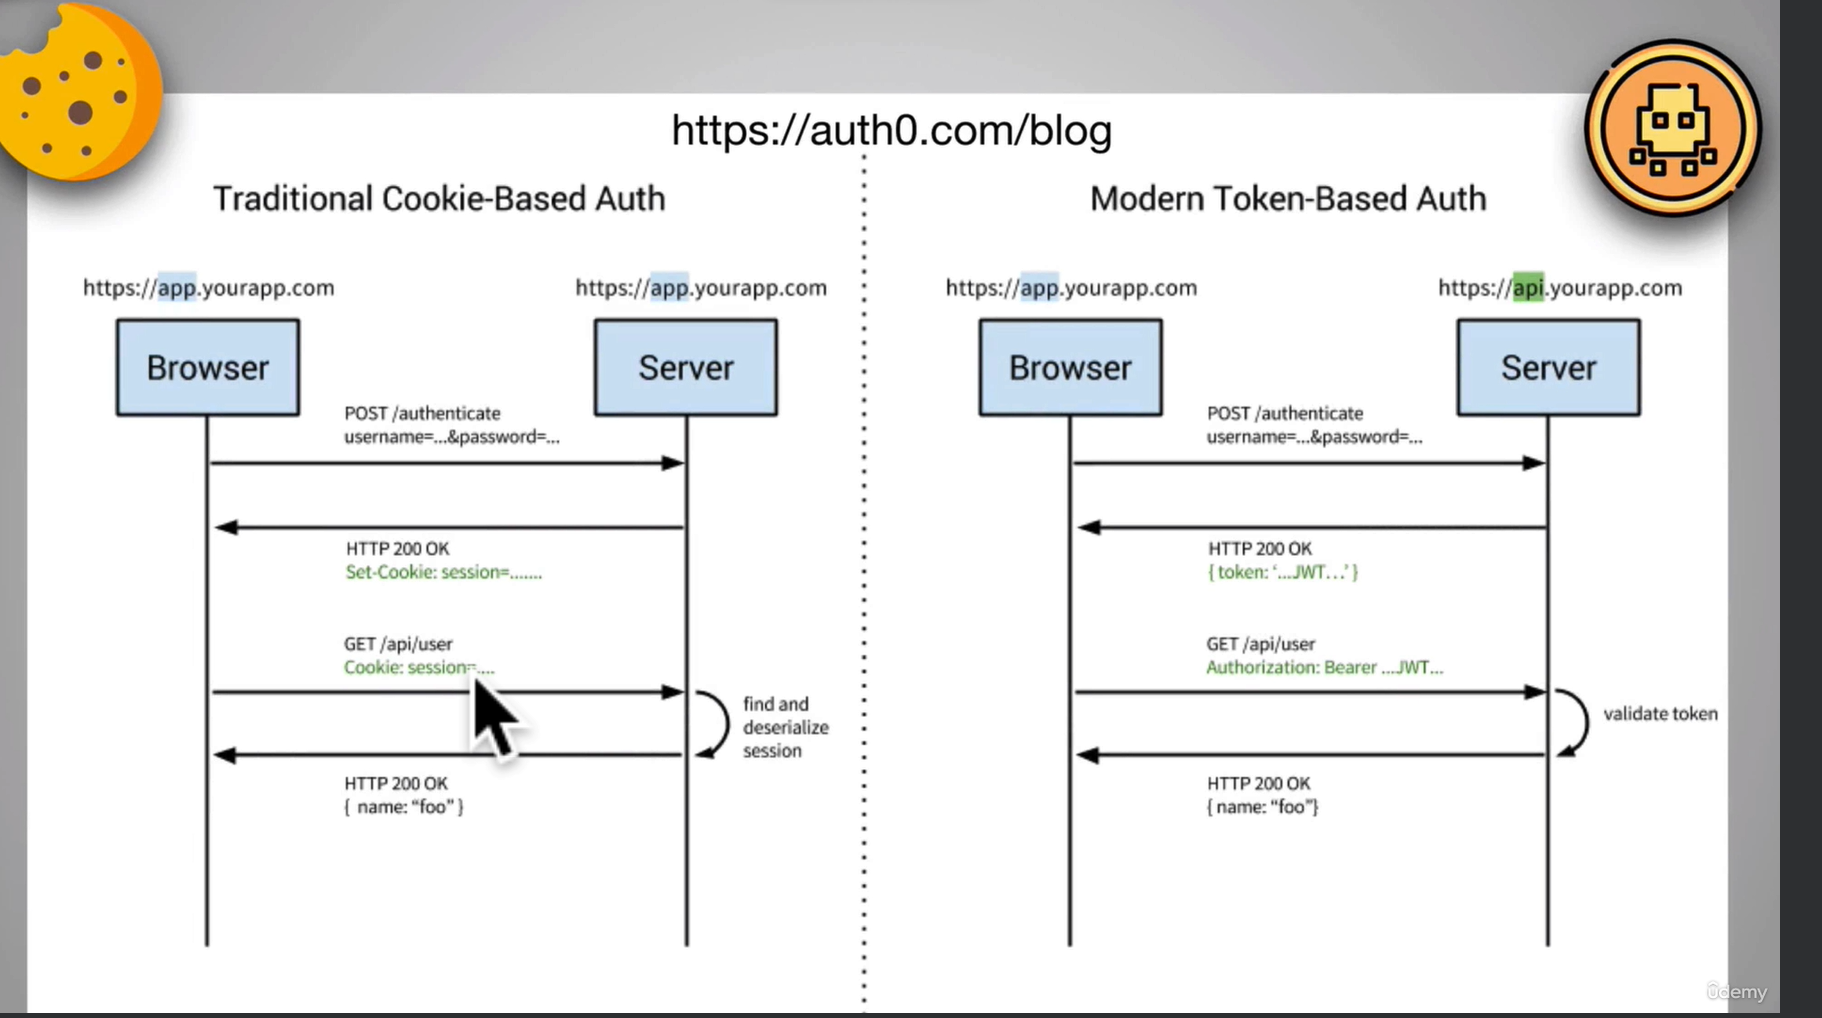 https://auth0.com/blog
Traditional Cookie-Based Auth
https://app.yourapp.com
https://app.yourapp.com
Browser
Server
POST /authenticate
username=...&password=...
HTTP 200 OK
Set-Cookie: session=.......
GET /api/user
Cookie: session=....
find and
deserialize
session
HTTP 200 OK
{ name: “foo” }
Modern Token-Based Auth
https://app.yourapp.com
https://api.yourapp.com
Browser
Server
POST /authenticate
username=...&password=...
HTTP 200 OK
{ token: ‘...JWT...’ }
GET /api/user
Authorization: Bearer ...JWT...
validate token
HTTP 200 OK
{ name: “foo”}
ûdemy